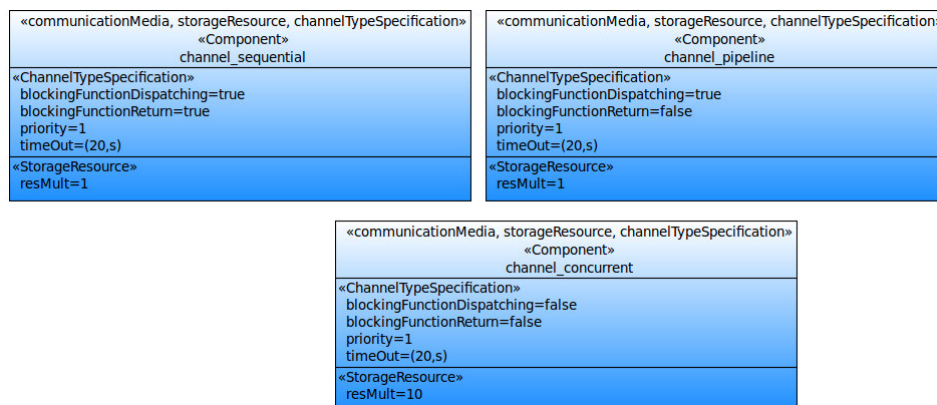 «communicationMedia, storageResource, channelTypeSpecification»
«Component»
channel_sequential
«ChannelTypeSpecification»
blockingFunctionDispatching=true
blockingFunctionReturn=true
priority=1
timeOut=(20,s)
«StorageResource»
resMult=1
«communicationMedia, storageResource, channelTypeSpecification»
«Component»
channel_pipeline
«ChannelTypeSpecification»
blockingFunctionDispatching=true
blockingFunctionReturn=false
priority=1
timeOut=(20,s)
«StorageResource»
resMult=1
«communicationMedia, storageResource, channelTypeSpecification»
«Component»
channel_concurrent
«ChannelTypeSpecification»
blockingFunctionDispatching=false
blockingFunctionReturn=false
priority=1
timeOut=(20,s)
«StorageResource»
resMult=10